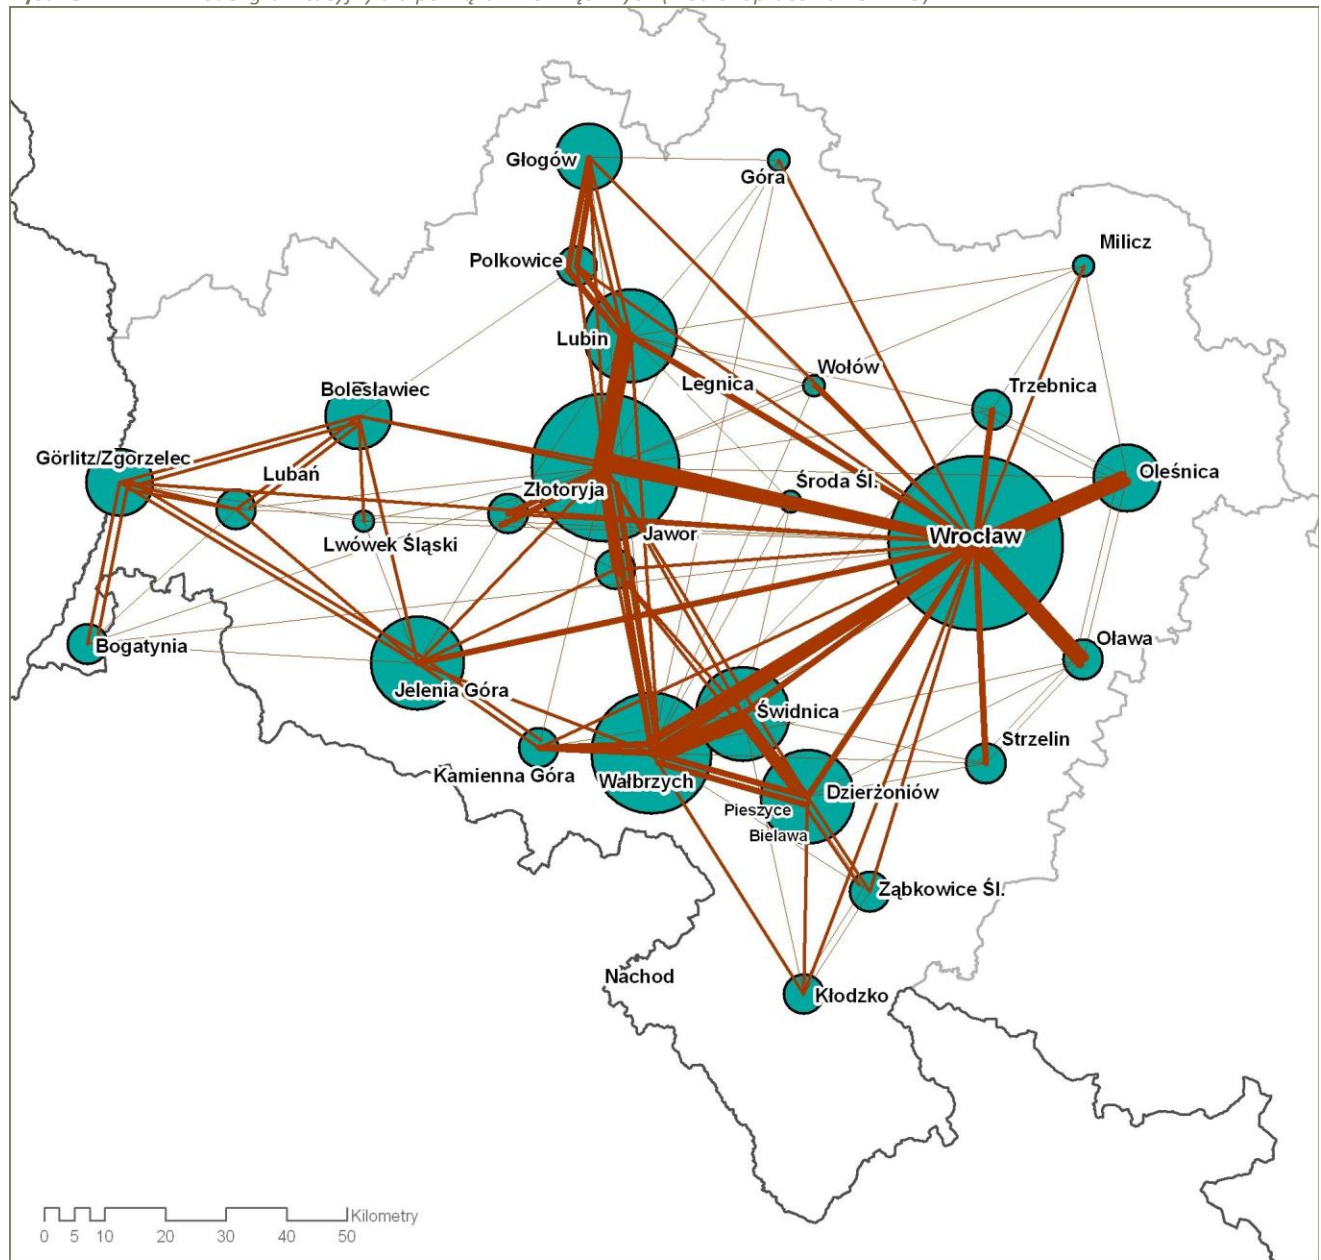 Głogów
Góra
Milicz
Polkowice
Lubin
Wołów
Legnica
Trzebnica
Bolesławiec
Görlitz/Zgorzelec
Lubań
Oleśnica
Złotoryja
Środa Śl.
Lwówek Śląski
Jawor
Wrocław
Bogatynia
Oława
Jelenia Góra
Świdnica
Strzelin
Kamienna Góra
Wałbrzych
Dzierżoniów
Pieszyce
Bielawa
Ząbkowice Śl.
Nachod
Kłodzko
Kilometry
0 5 10 20 30 40 50